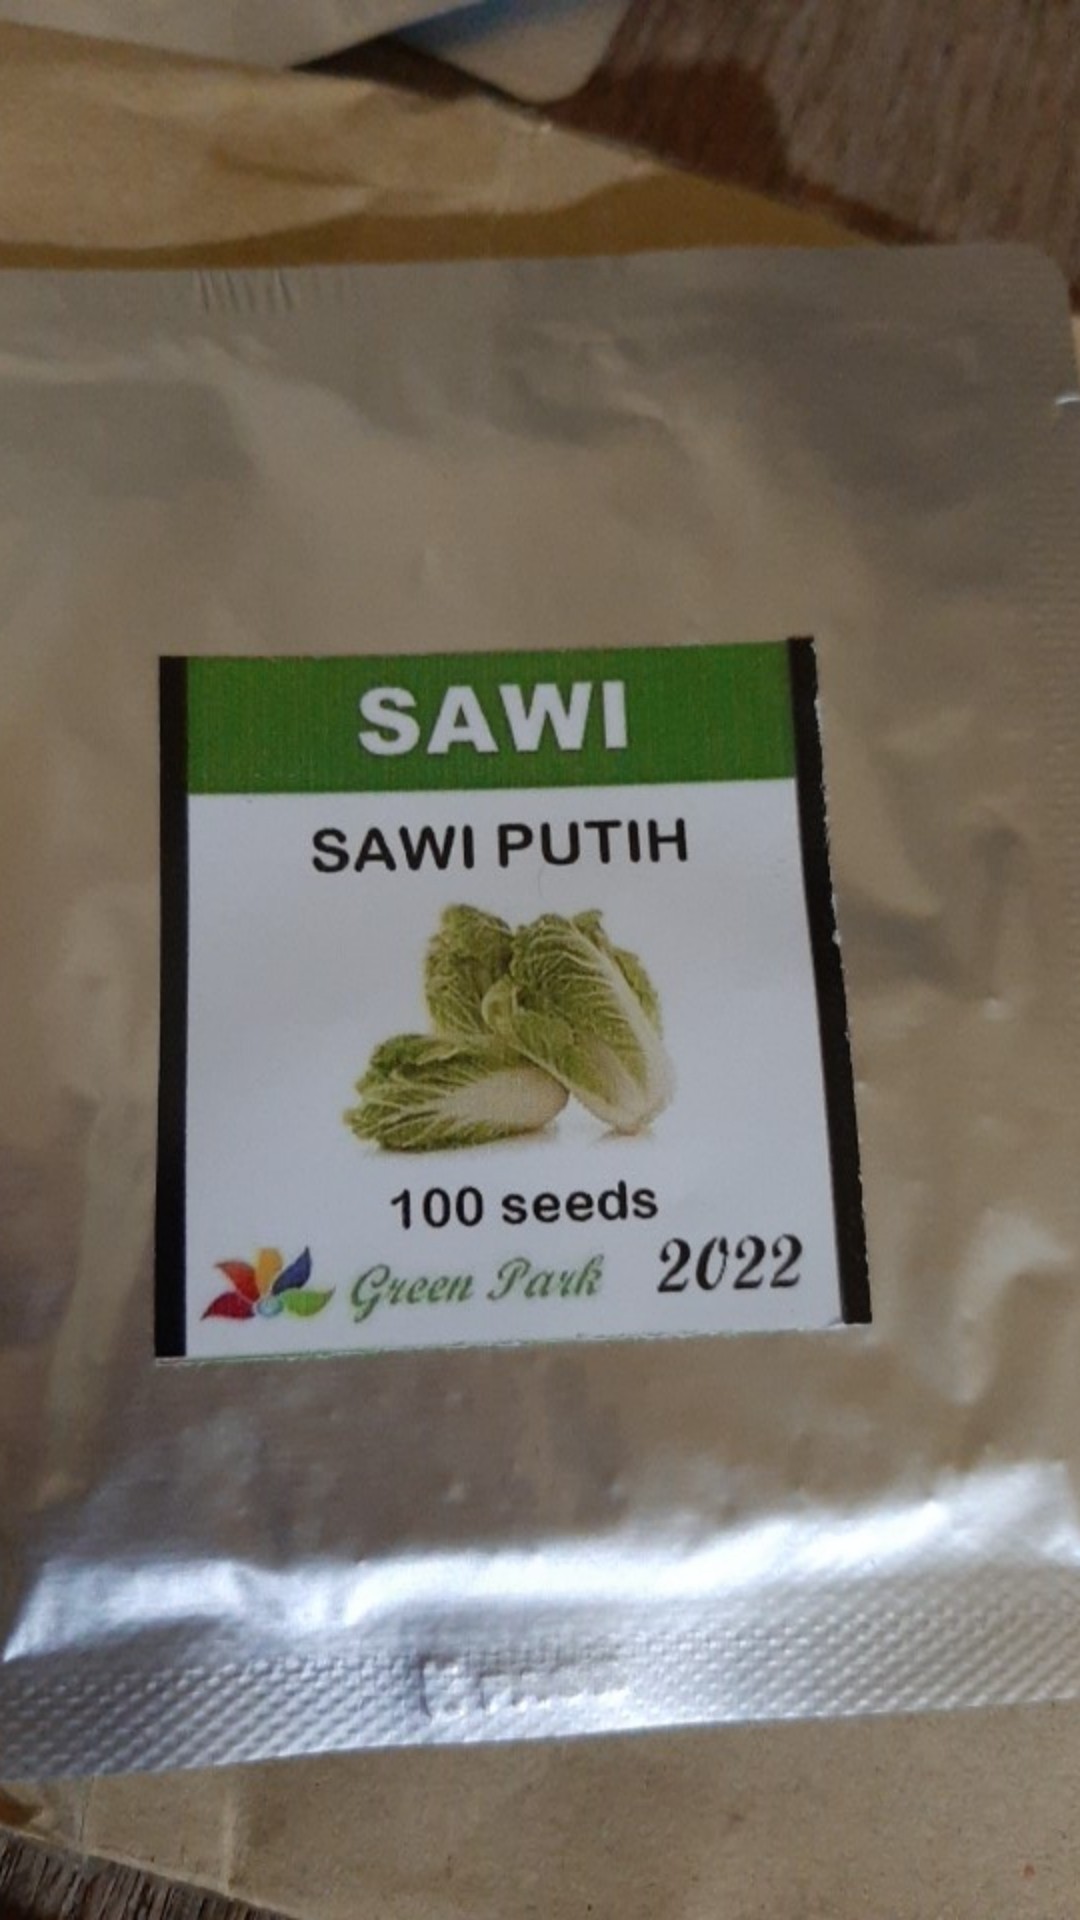 SAWI
SAWI PUTIH
100 seeds
Green Park 2022